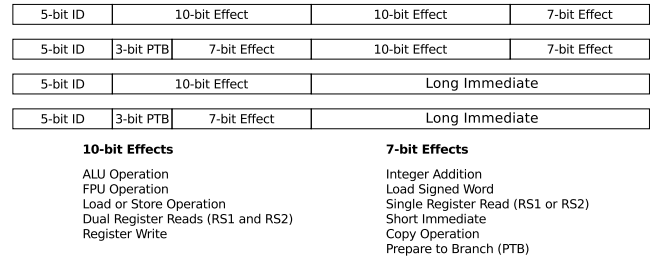 5-bit ID 10-bit Effect 10-bit Effect 7-bit Effect
5-bit ID 3-bit PTB 7-bit Effect 10-bit Effect 7-bit Effect
5-bit ID 10-bit Effect Long Immediate
5-bit ID 3-bit PTB 7-bit Effect Long Immediate
10-bit Effects
ALU Operation
FPU Operation
Load or Store Operation
Dual Register Reads (RS1 and RS2)
Register Write
7-bit Effects
Integer Addition
Load Signed Word
Single Register Read (RS1 or RS2)
Short Immediate
Copy Operation
Prepare to Branch (PTB)